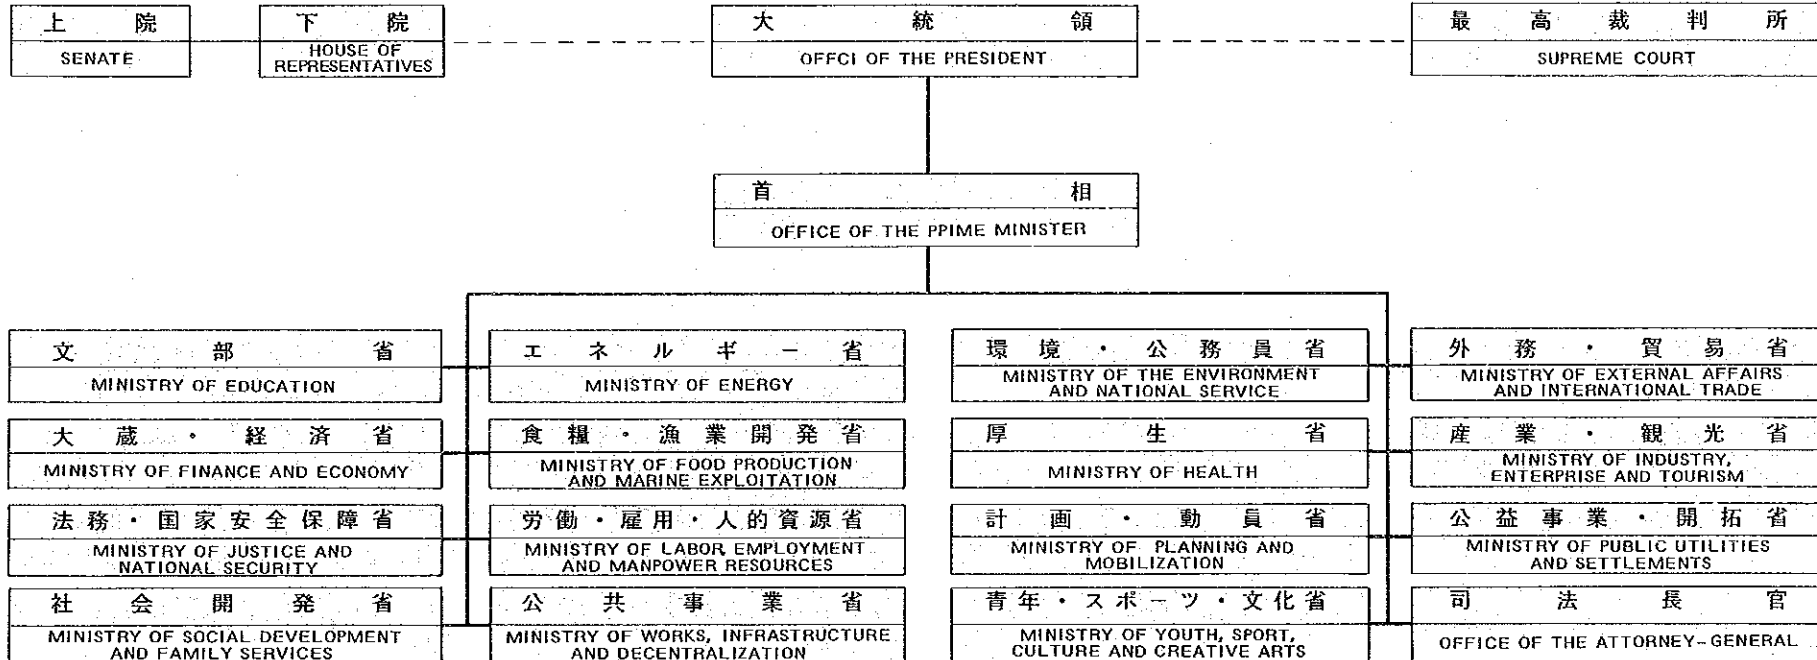 上院
SENATE
下院
HOUSE OF
REPRESENTATIVES
大統領
OFFCI OF THE PRESIDENT
最高裁判所
SUPREME COURT
首相
OFFICE OF THE PPIME MINISTER
文部省
MINISTRY OF EDUCATION
エネルギー省
MINISTRY OF ENERGY
環境・公務員省
MINISTRY OF THE ENVIRONMENT
AND NATIONAL SERVICE
外務・貿易省
MINISTRY OF EXTERNAL AFFAIRS
AND INTERNATIONAL TRADE
大蔵・経済省
MINISTRY OF FINANCE AND ECONOMY
食糧・漁業開発省
MINISTRY OF FOOD PRODUCTION
AND MARINE EXPLOITATION
厚生省
MINISTRY OF HEALTH
産業・観光省
MINISTRY OF INDUSTRY,
ENTERPRISE AND TOURISM
法務・国家安全保障省
MINISTRY OF JUSTICE AND
NATIONAL SECURITY
労働・雇用・人的資源省
MINISTRY OF LABOR EMPLOYMENT
AND MANPOWER RESOURCES
計画・動員省
MINISTRY OF PLANNING AND
MOBILIZATION
公益事業・開拓省
MINISTRY OF PUBLIC UTILITIES
AND SETTLEMENTS
社会開発省
MINISTRY OF SOCIAL DEVELOPMENT
AND FAMILY SERVICES
公共事業省
MINISTRY OF WORKS, INFRASTRUCTURE
AND DECENTRALIZATION
青年・スポーツ・文化省
MINISTRY OF YOUTH, SPORT,
CULTURE AND CREATIVE ARTS
司法長官
OFFICE OF THE ATTORNEY-GENERAL